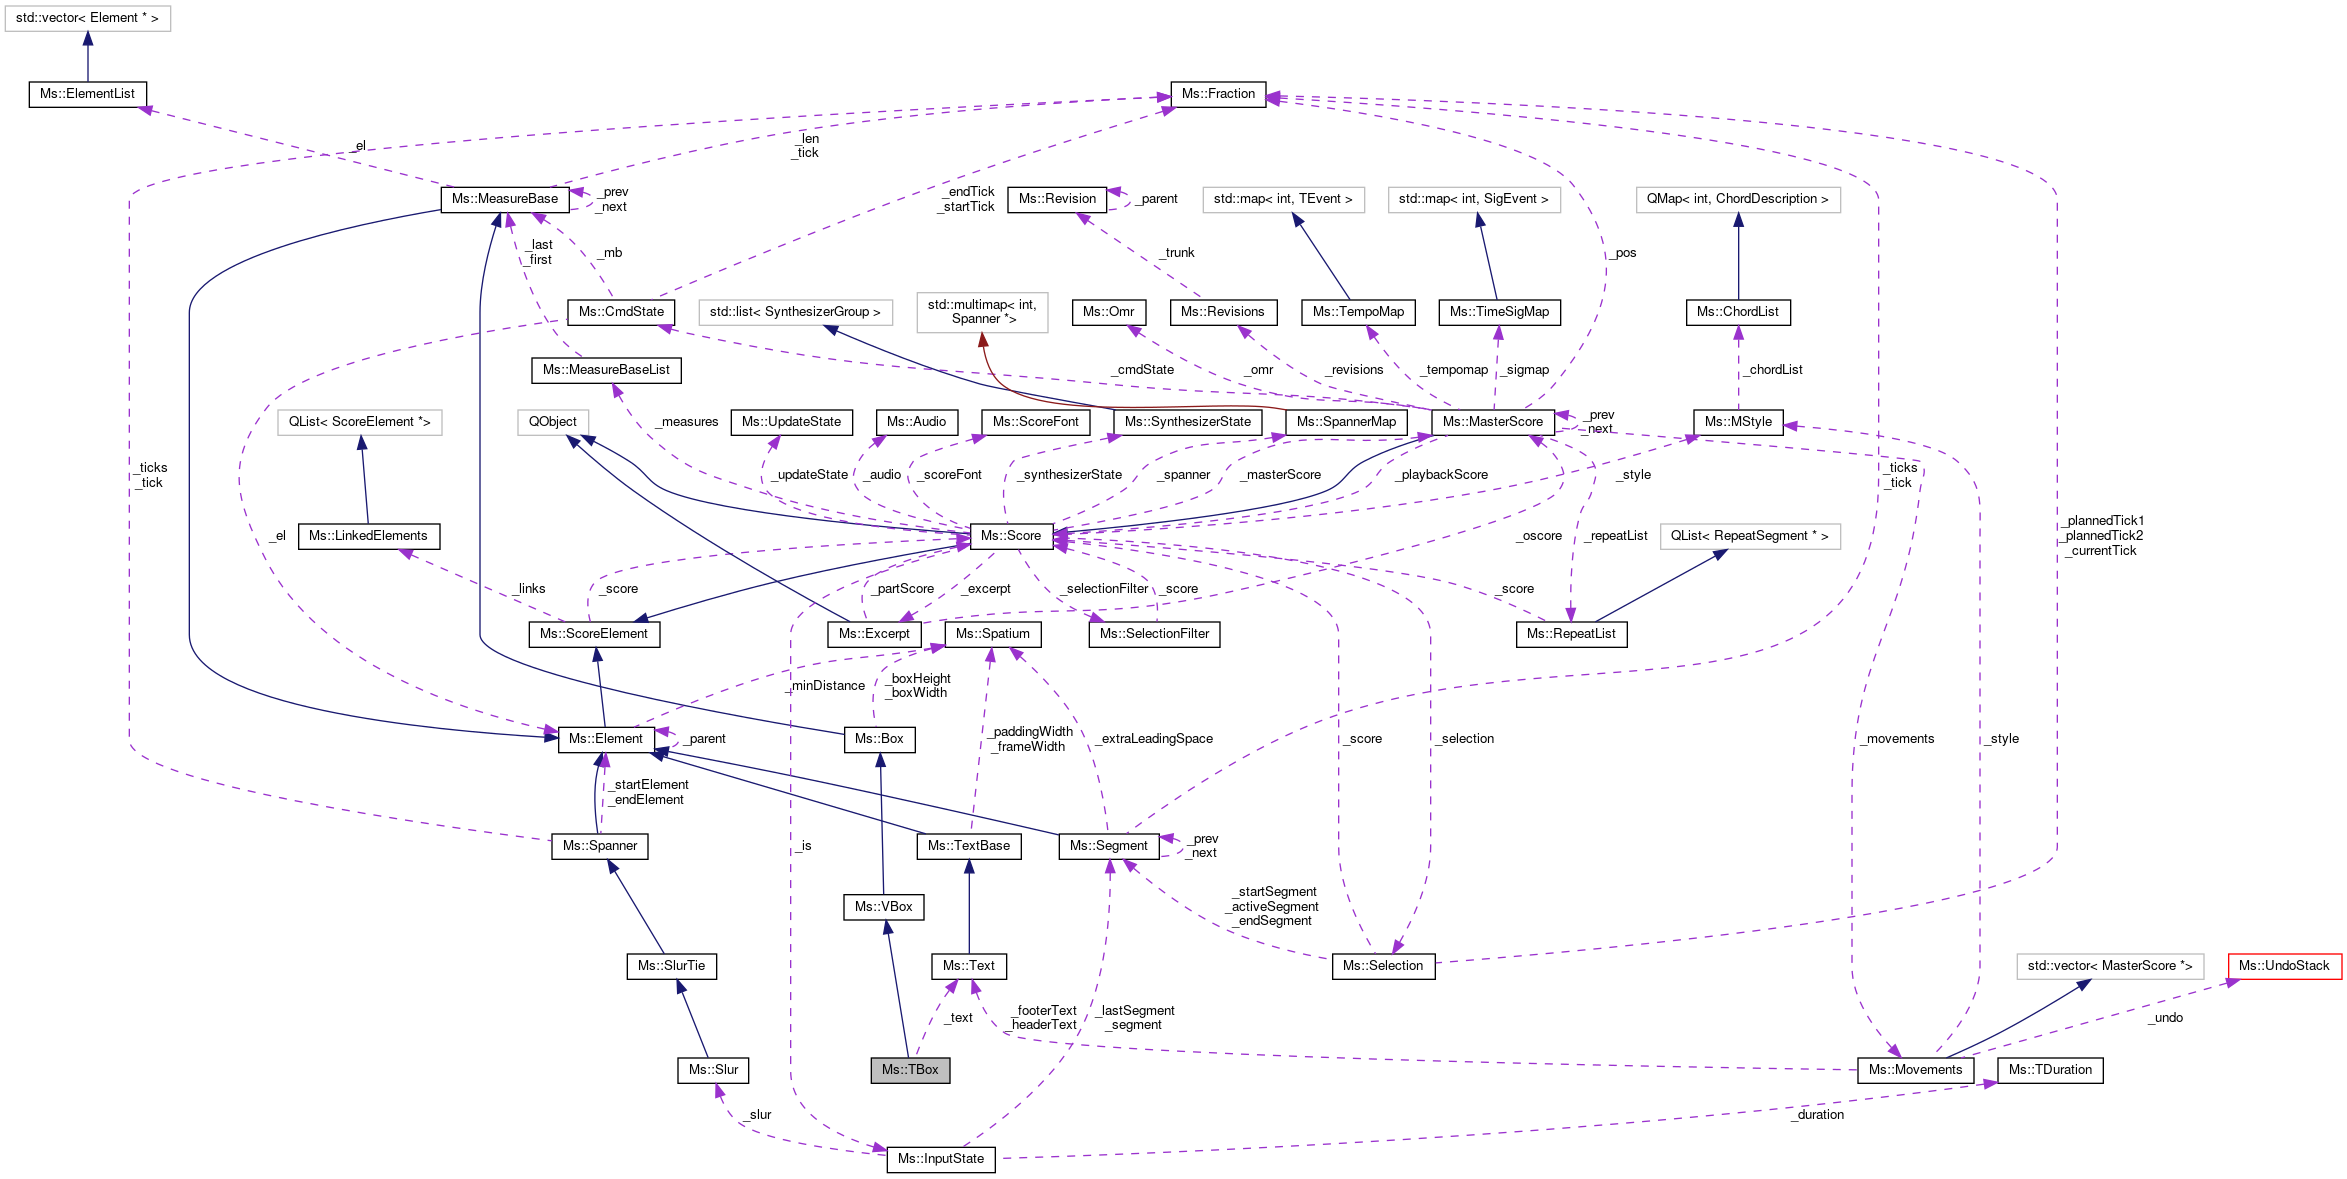 std::vector< Element * >
Ms::ElementList
Ms::Fraction
_el
_len
_tick
Ms::MeasureBase
_prev
_next
_endTick
_startTick
Ms::Revision
_parent
std::map< int, TEvent >
std::map< int, SigEvent >
QMap< int, ChordDescription >
_last
_first
_mb
_trunk
_pos
Ms::CmdState
std::list< SynthesizerGroup >
std::multimap< int,
Spanner *>
Ms::Omr
Ms::Revisions
Ms::TempoMap
Ms::TimeSigMap
Ms::ChordList
Ms::MeasureBaseList
_cmdState
_omr
_revisions
_tempomap
_sigmap
_chordList
QList< ScoreElement *>
QObject
_measures
Ms::UpdateState
Ms::Audio
Ms::ScoreFont
Ms::SynthesizerState
Ms::SpannerMap
Ms::MasterScore
_prev
_next
Ms::MStyle
_ticks
_tick
_updateState
_audio
_scoreFont
_synthesizerState
_spanner
_masterScore
_playbackScore
_style
_ticks
_tick
_el
Ms::LinkedElements
Ms::Score
_oscore
_repeatList
QList< RepeatSegment * >
_plannedTick1
_plannedTick2
_currentTick
_links
_score
_partScore
_excerpt
_selectionFilter
_score
_score
Ms::ScoreElement
Ms::Excerpt
Ms::Spatium
Ms::SelectionFilter
Ms::RepeatList
_minDistance
_boxHeight
_boxWidth
Ms::Element
_parent
Ms::Box
_paddingWidth
_frameWidth
_extraLeadingSpace
_score
_selection
_movements
_style
_startElement
_endElement
Ms::Spanner
_is
Ms::TextBase
Ms::Segment
_prev
_next
Ms::VBox
_startSegment
_activeSegment
_endSegment
Ms::SlurTie
Ms::Text
Ms::Selection
std::vector< MasterScore *>
Ms::UndoStack
_text
_footerText
_headerText
_lastSegment
_segment
_undo
Ms::Slur
Ms::TBox
Ms::Movements
Ms::TDuration
_slur
_duration
Ms::InputState